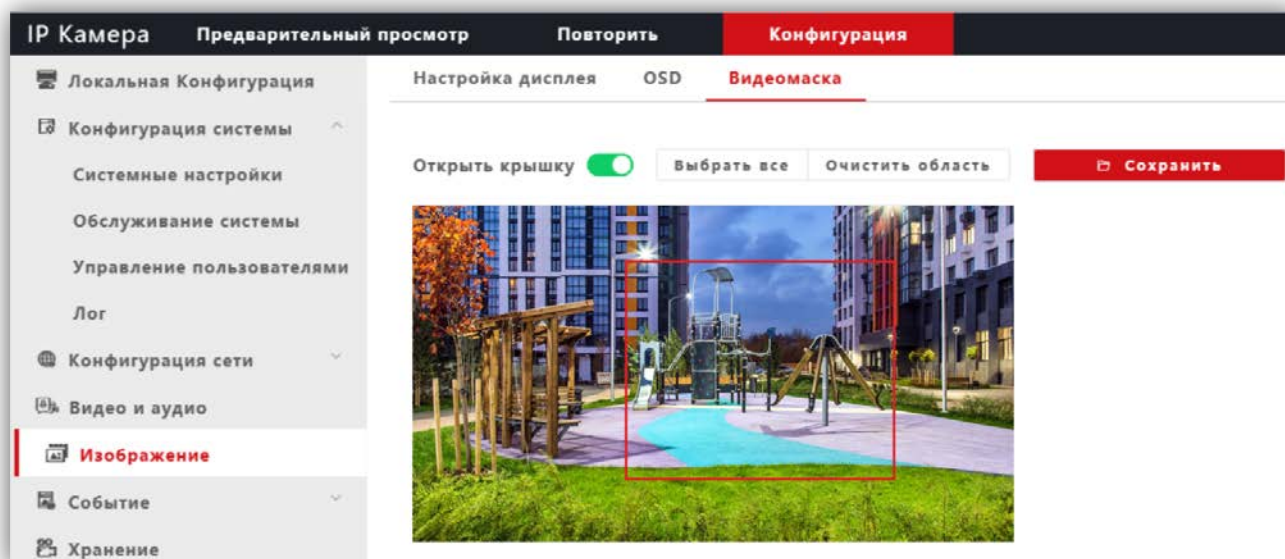 IP Камера Предварительный просмотр Повторить Конфигурация
Локальная Конфигурация
Конфигурация системы
Системные настройки
Обслуживание системы
Управление пользователями
Лог
Конфигурация сети
Видео и аудио
Изображение
Событие
Хранение
Настройка дисплея OSD Видеомаска
Открыть крышку Выбрать все Очистить область Сохранить